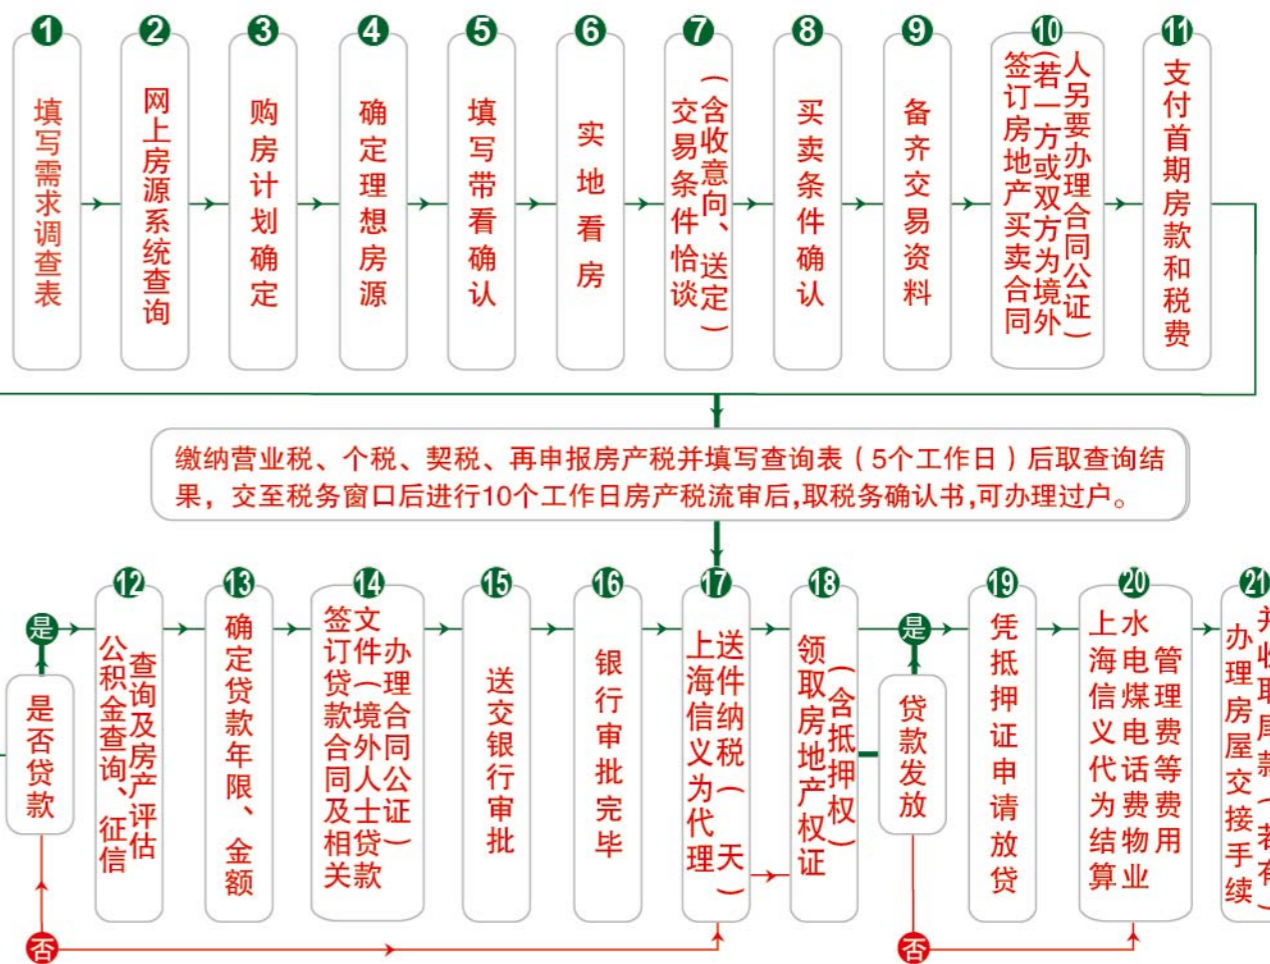 1
填写需求调查表
2
网上房源系统查询
3
购房计划确定
4
确定理想房源
5
填写带看确认
6
实地看房
7
交易条件恰谈
(含收意向、送定)
8
买卖条件确认
9
备齐交易资料
10
签订房地产买卖合同
(若一方或双方为境外
人另要办理合同公证)
11
支付首期房款和税费
缴纳营业税、个税、契税、再申报房产税并填写查询表(5个工作日)后取查询结
果,交至税务窗口后进行10个工作日房产税流审后,取税务确认书,可办理过户。
是否贷款
是
否
12
公积金查询、征信
查询及房产评估
13
确定贷款年限、金额
14
签订贷款合同及相关
文件(境外人士贷款
办理合同公证)
15
送交银行审批
16
银行审批完毕
17
上海信义为代理
送件纳税(天)
18
领取房地产权证
(含抵押权)
贷款发放
是
否
19
凭抵押证申请放贷
20
上海信义代为结算
水电煤电话费物业
管理费等费用
21
办理房屋交接手续
并收取尾款(若有)